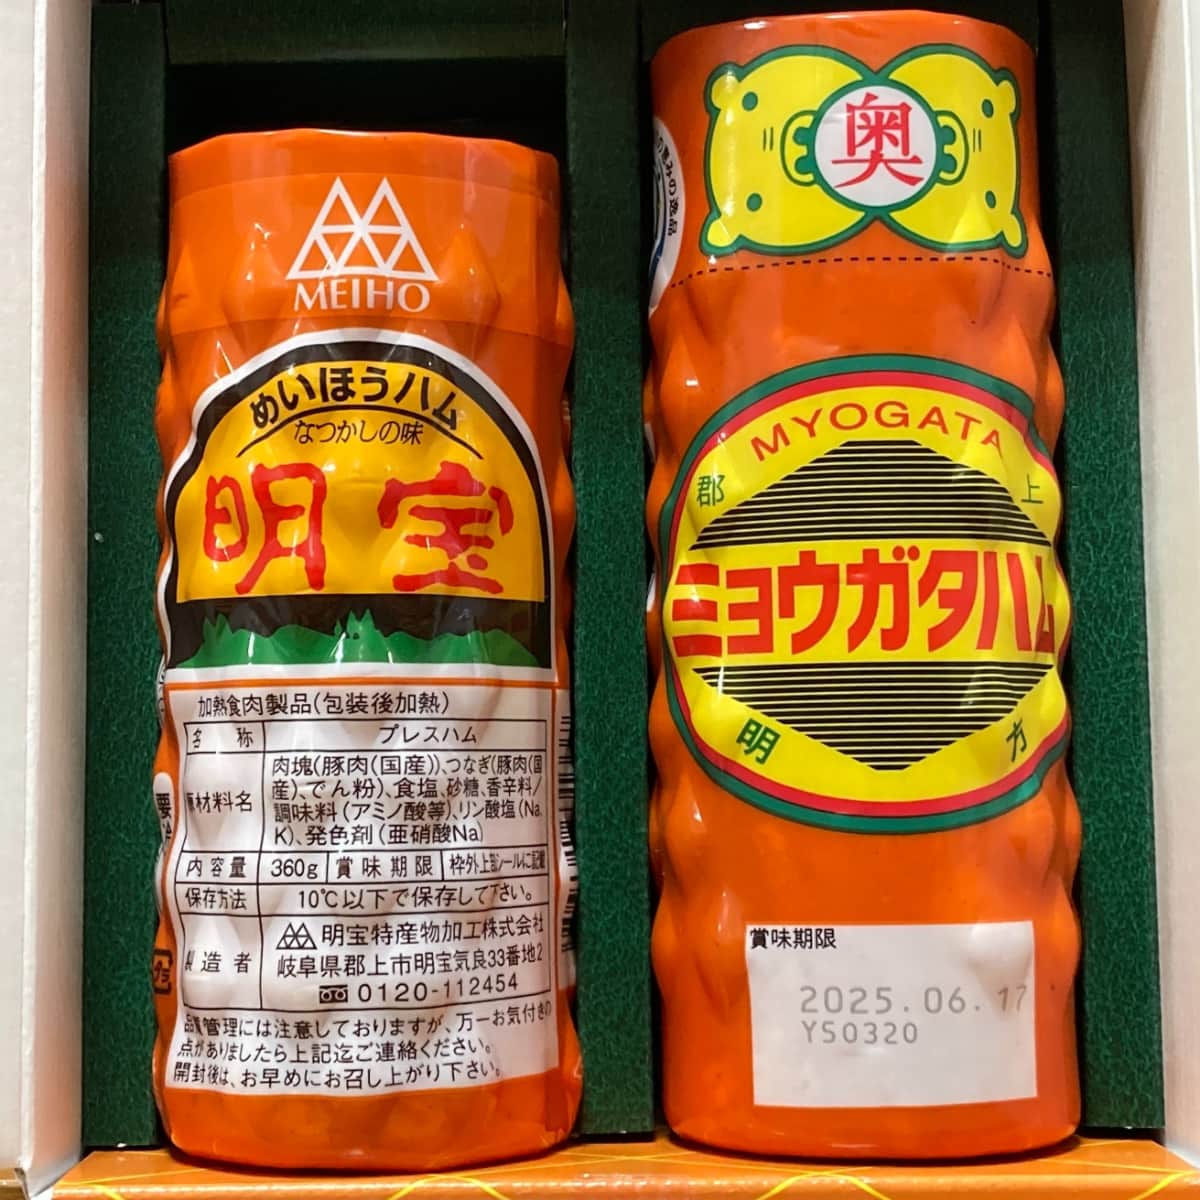 MEIHO
めいほうハム
なつかしの味
明宝
加熱食肉製品(包装後加熱)
名称 プレスハム
原材料名 肉塊(豚肉(国産))、つなぎ(豚肉(国
産)、でん粉)、食塩、砂糖、香辛料/
調味料(アミノ酸等)、リン酸塩(Na、
K)、発色剤(亜硝酸Na)
内容量 360g 賞味期限 枠外上部シールに記載
保存方法 10℃以下で保存して下さい。
製造者 明宝特産物加工株式会社
岐阜県郡上市明宝気良33番地2
0120-112454
品質管理には注意しておりますが、万一お気付きの
点がありましたら上記迄ご連絡ください。
開封後は、お早めにお召し上がり下さい。
奥
MYOGATA
郡上
ミョウガタハム
明方
賞味期限
2025.06.17
YS0320